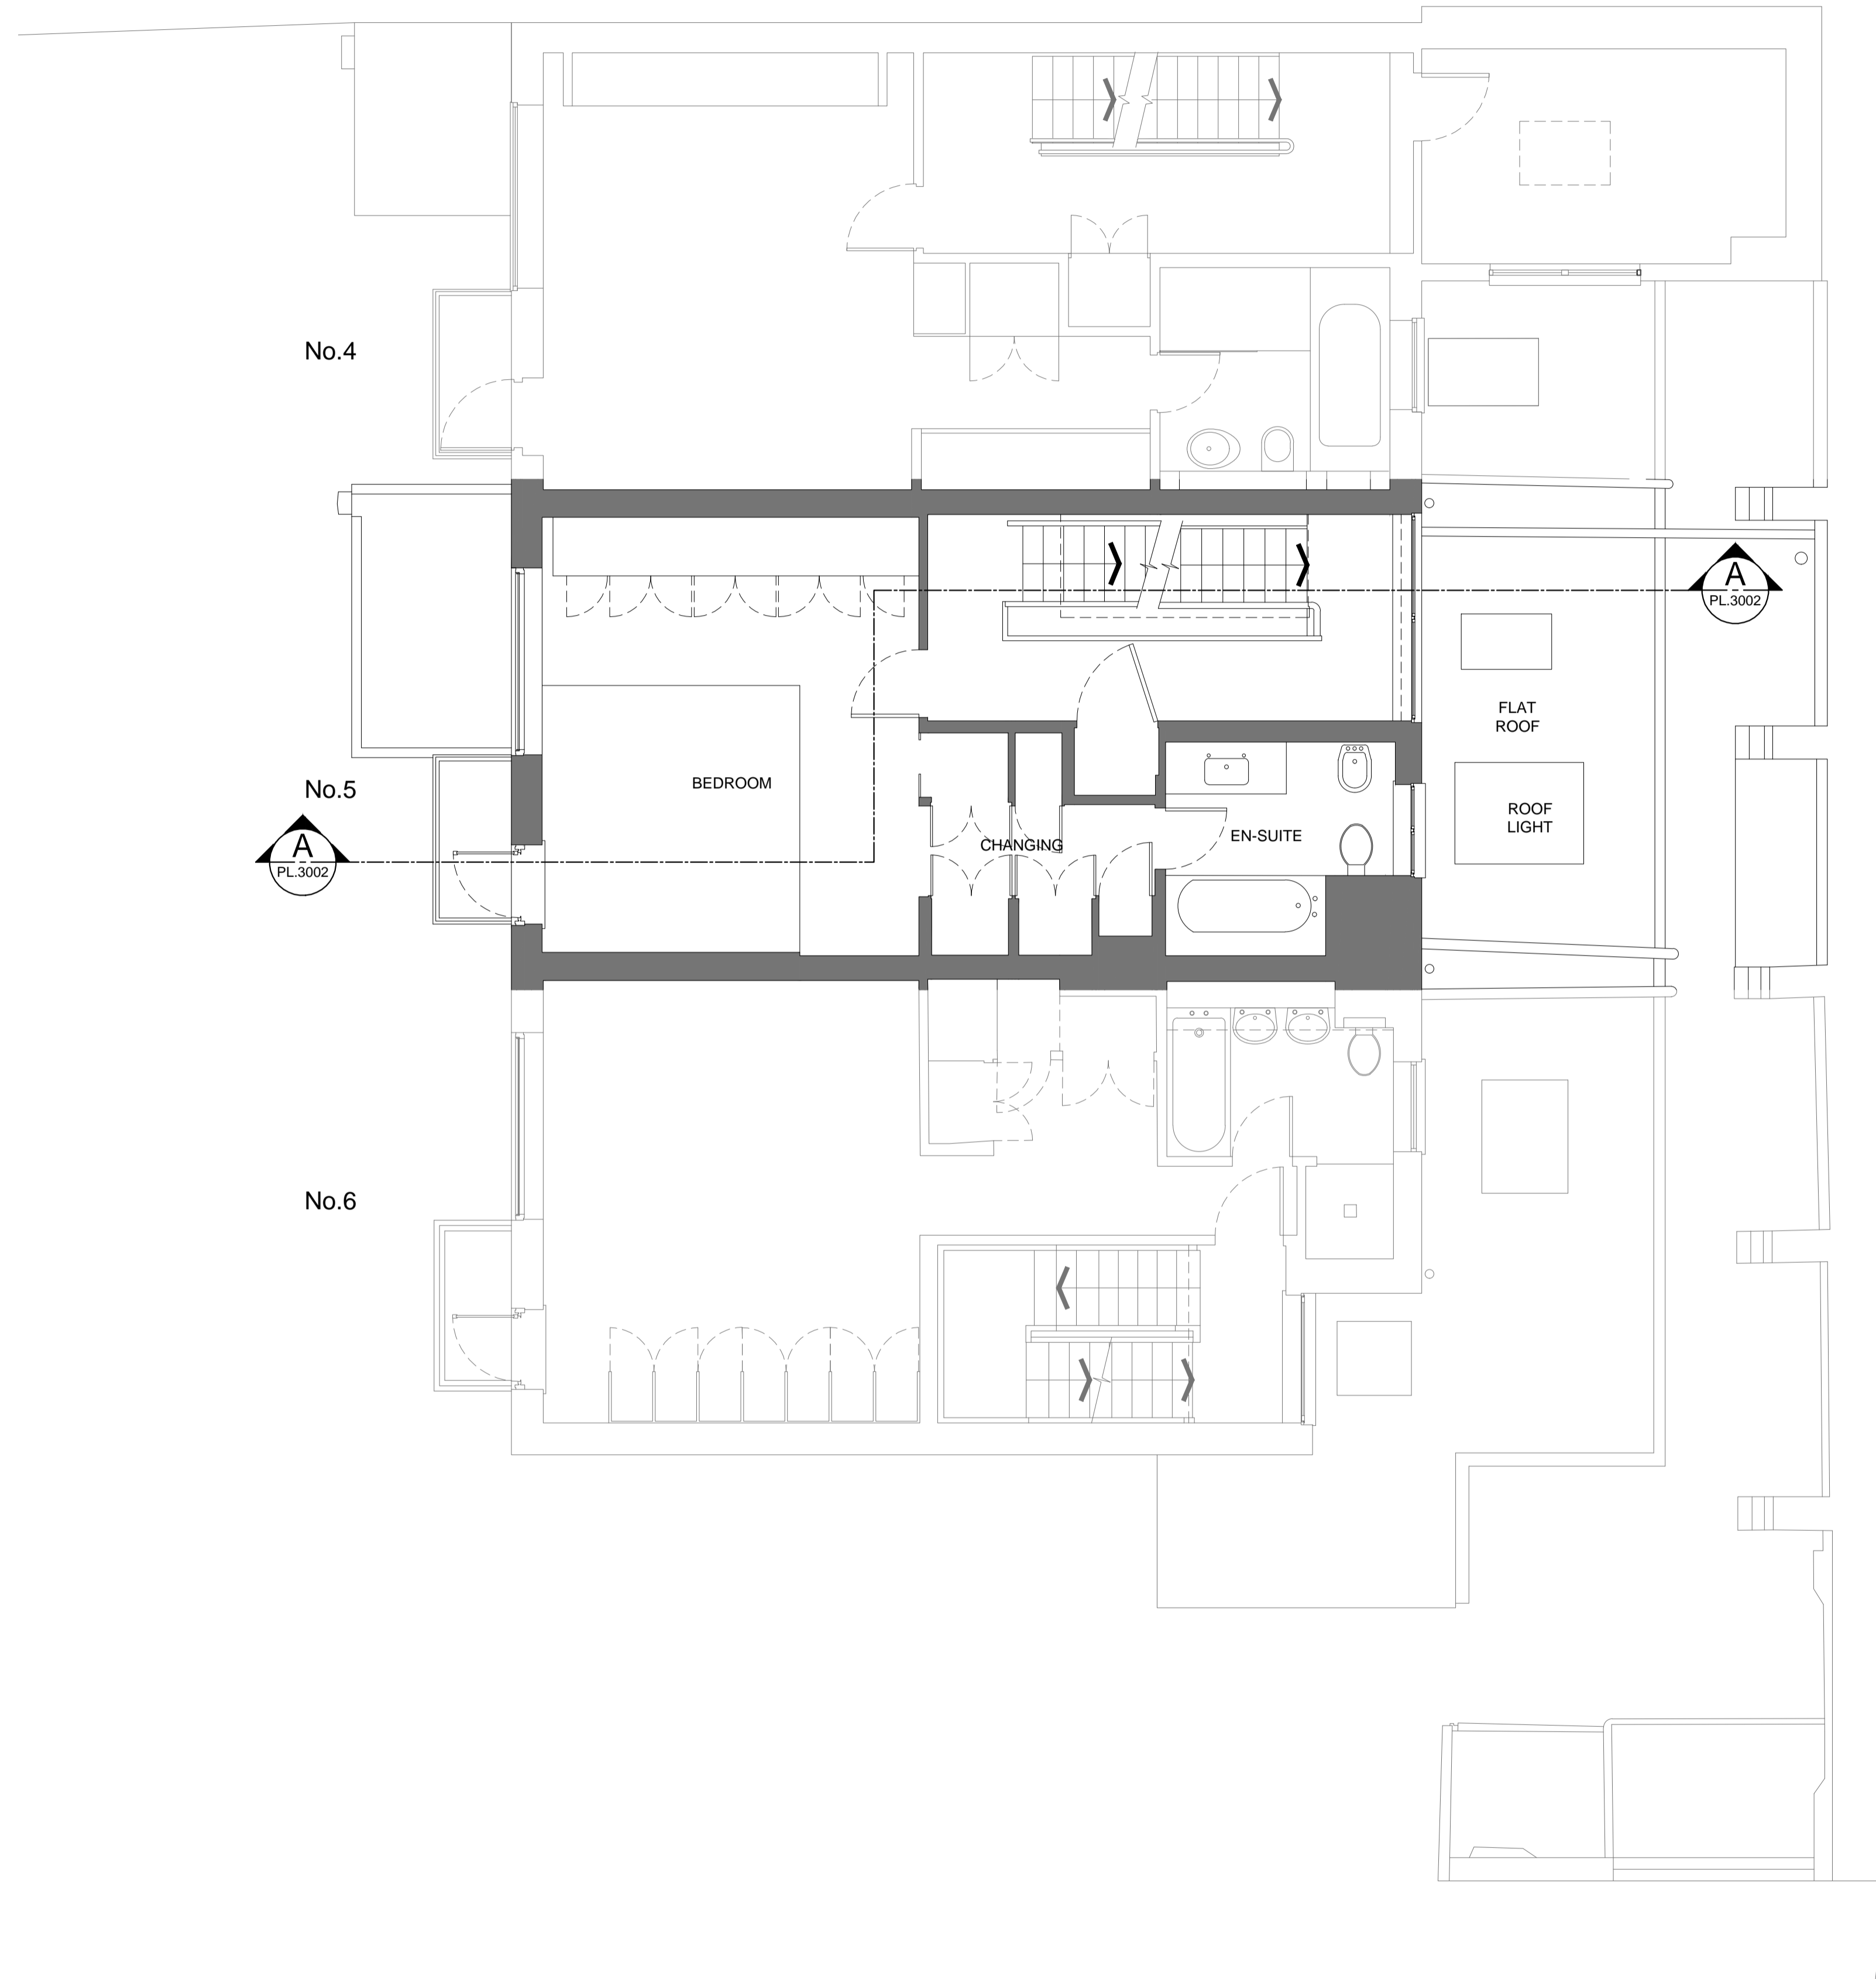 No.4
A
PL.3002
FLAT
ROOF
No.5
BEDROOM
ROOF
LIGHT
CHANGING
EN-SUITE
A
PL.3002
No.6